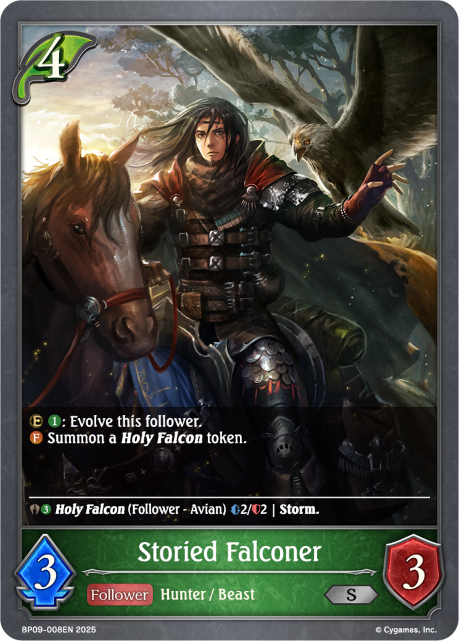 4
E 1: Evolve this follower.
F Summon a Holy Falcon token.
3 Holy Falcon (Follower - Avian) 2/2 | Storm.
Storied Falconer
3
Follower Hunter / Beast
S
3
BP09-008EN 2025
© Cygames, Inc.